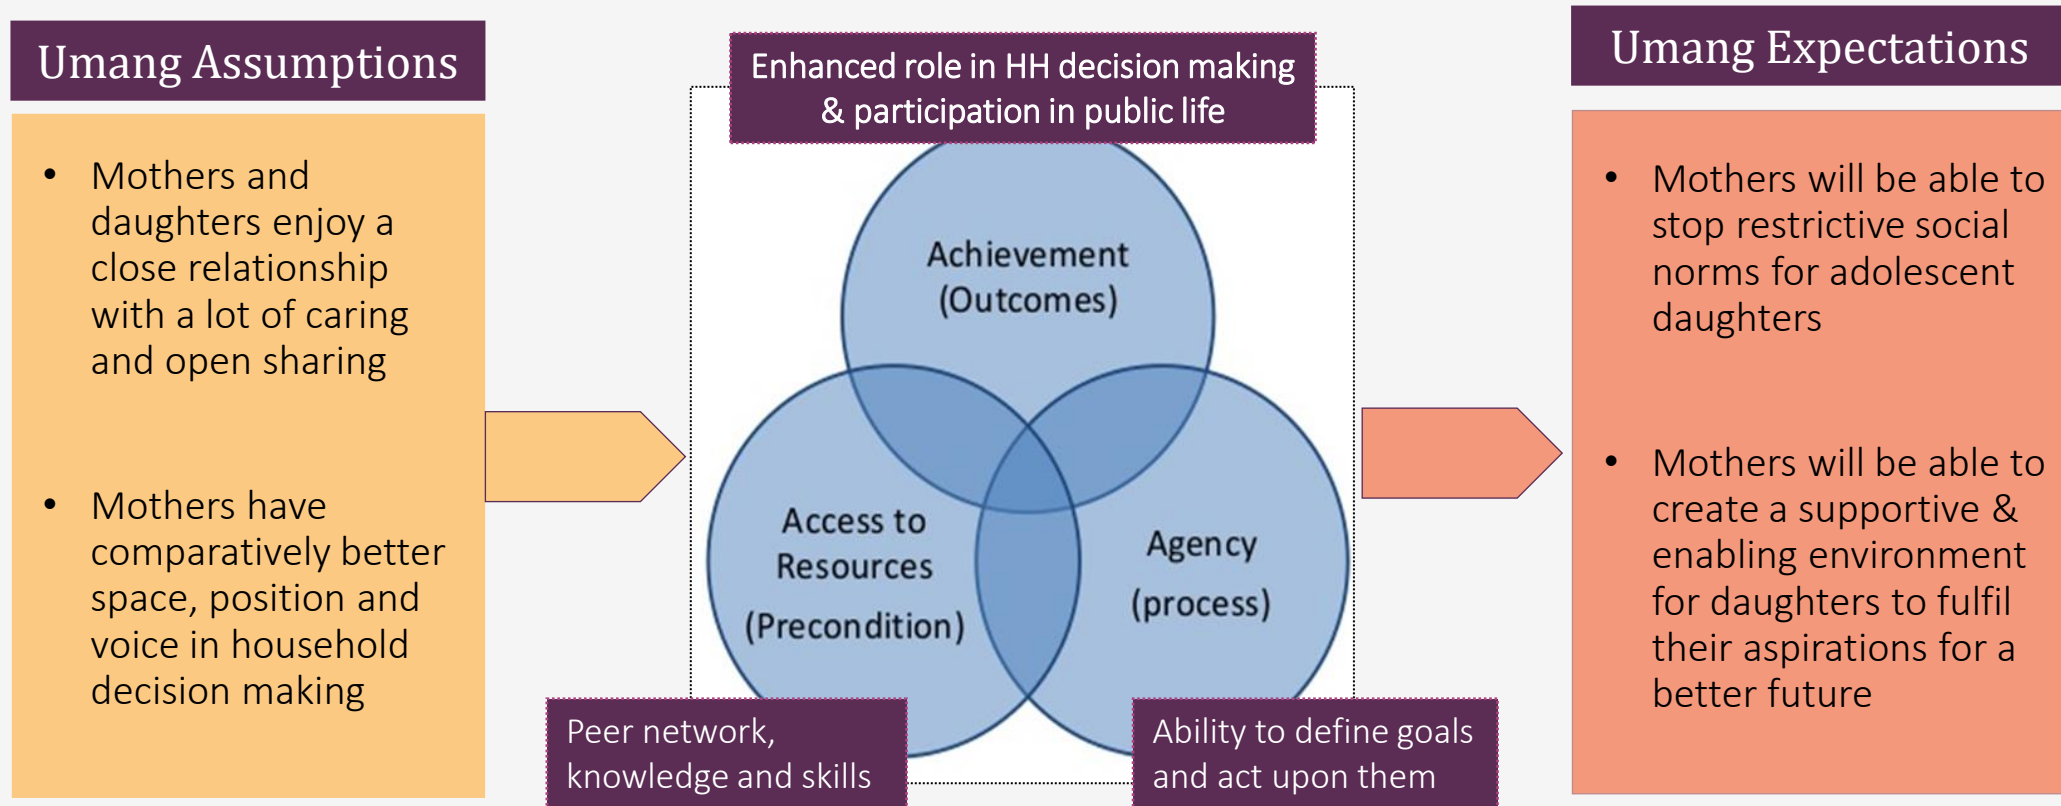 Umang Assumptions
• Mothers and
daughters enjoy a
close relationship
with a lot of caring
and open sharing
• Mothers have
comparatively better
space, position and
voice in household
decision making
Enhanced role in HH decision making
& participation in public life
Achievement
(Outcomes)
Access to
Resources
(Precondition)
Agency
(process)
Peer network,
knowledge and skills
Ability to define goals
and act upon them
Umang Expectations
• Mothers will be able to
stop restrictive social
norms for adolescent
daughters
• Mothers will be able to
create a supportive &
enabling environment
for daughters to fulfil
their aspirations for a
better future